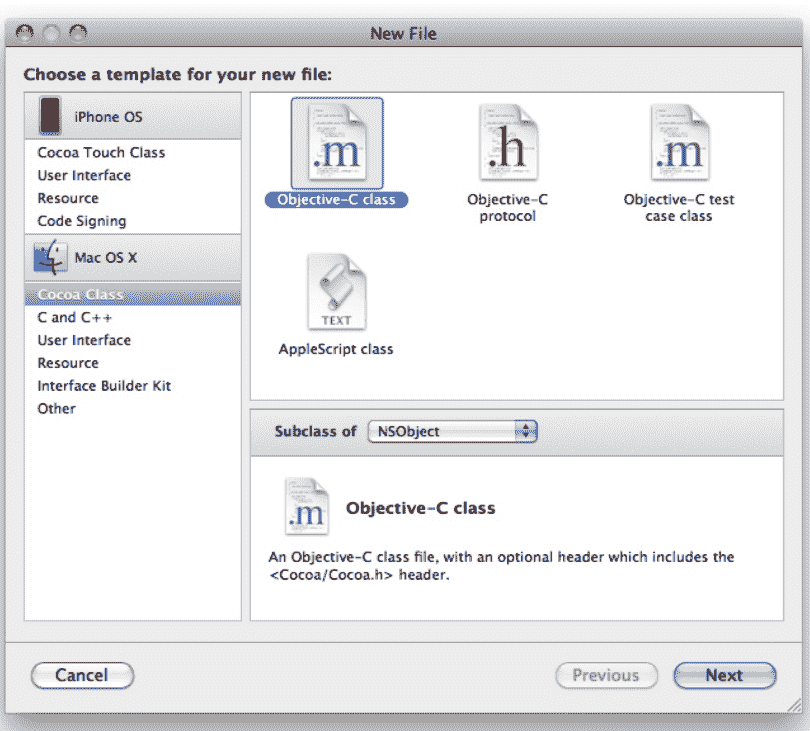 New File
Choose a template for your new file:
iPhone OS
Cocoa Touch Class
User Interface
Resource
Code Signing
Mac OS X
Cocoa Class
C and C++
User Interface
Resource
Interface Builder Kit
Other
.m
Objective-C class
.h
Objective-C
protocol
.m
Objective-C test
case class
TEXT
AppleScript class
Subclass of NSObject
.m
Objective-C class
An Objective-C class file, with an optional header which includes the
<Cocoa/Cocoa.h> header.
Cancel
Previous
Next